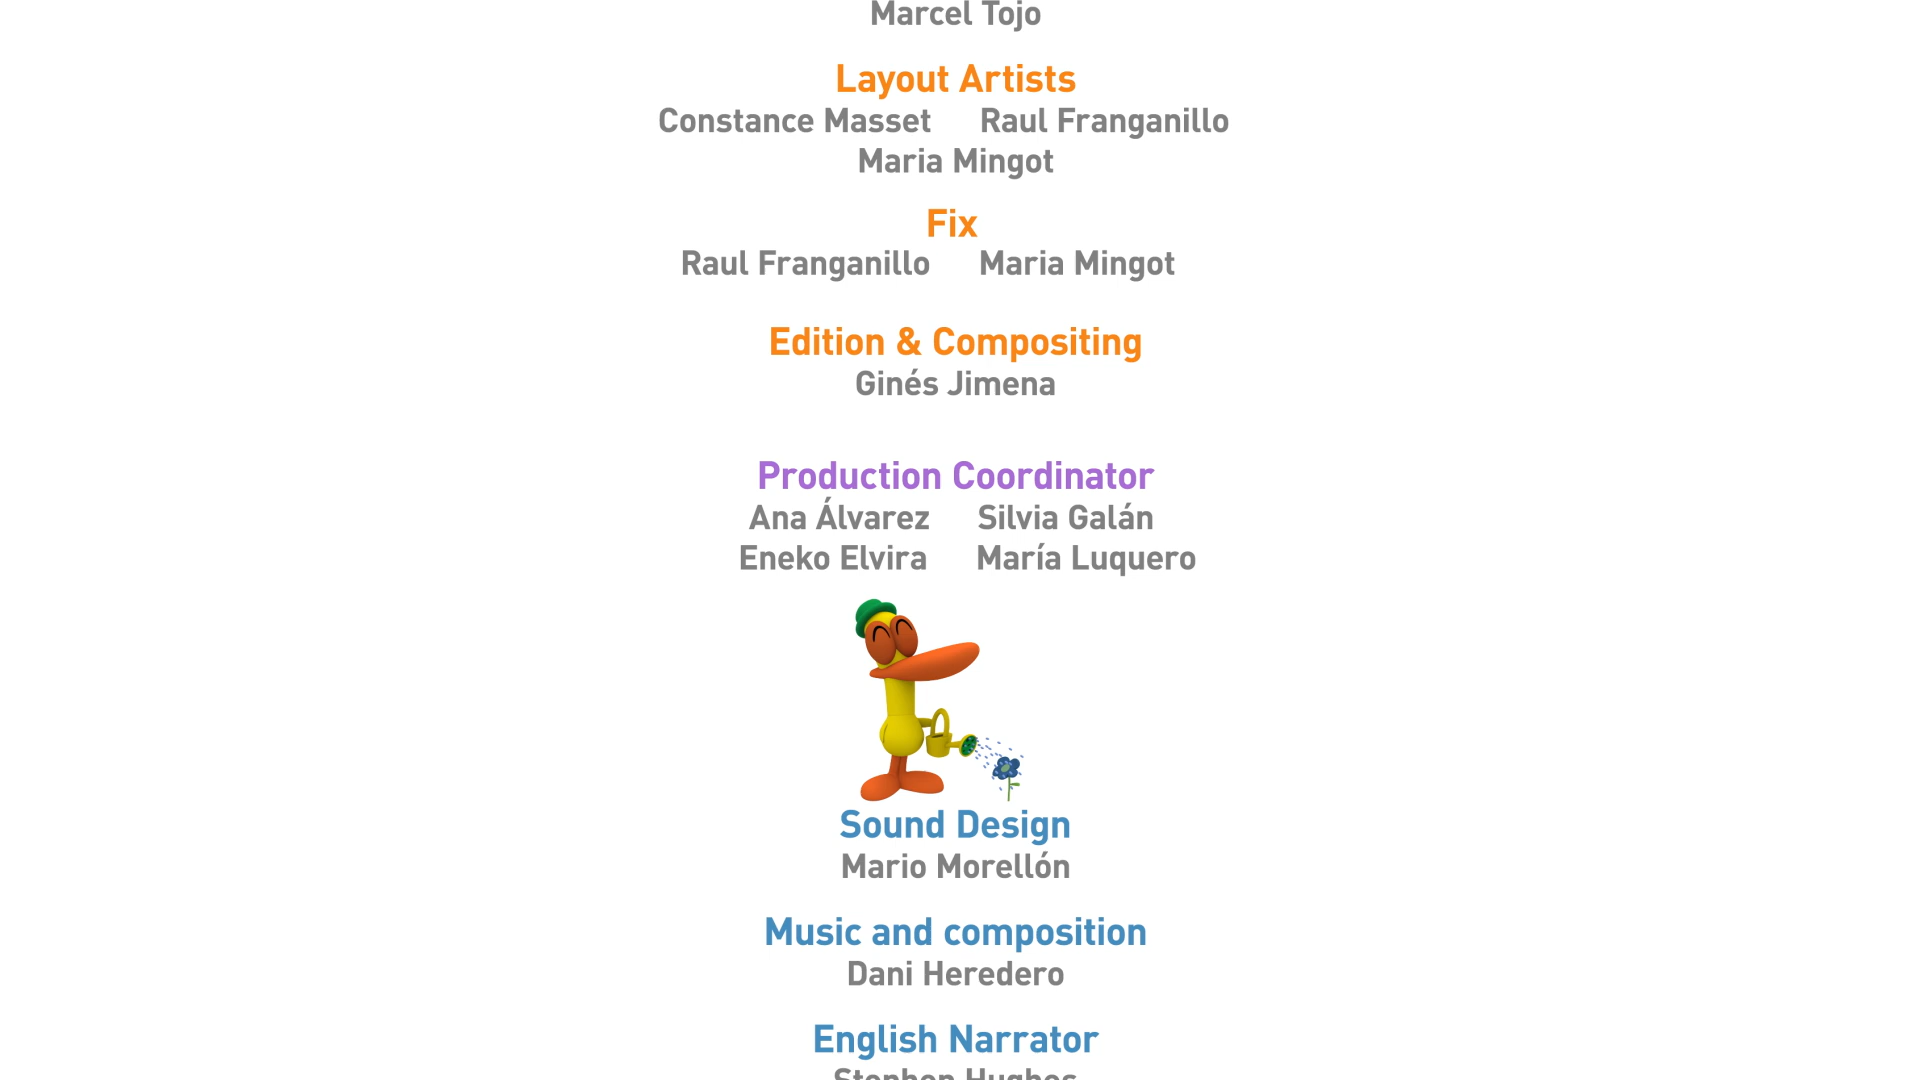 Marcel Tojo
Layout Artists
Constance Masset Raul Franganillo
Maria Mingot
Fix
Raul Franganillo Maria Mingot
Edition & Compositing
Ginés Jimena
Production Coordinator
Ana Álvarez Silvia Galán
Eneko Elvira María Luquero
Sound Design
Mario Morellón
Music and composition
Dani Heredero
English Narrator
Stephen Hughes